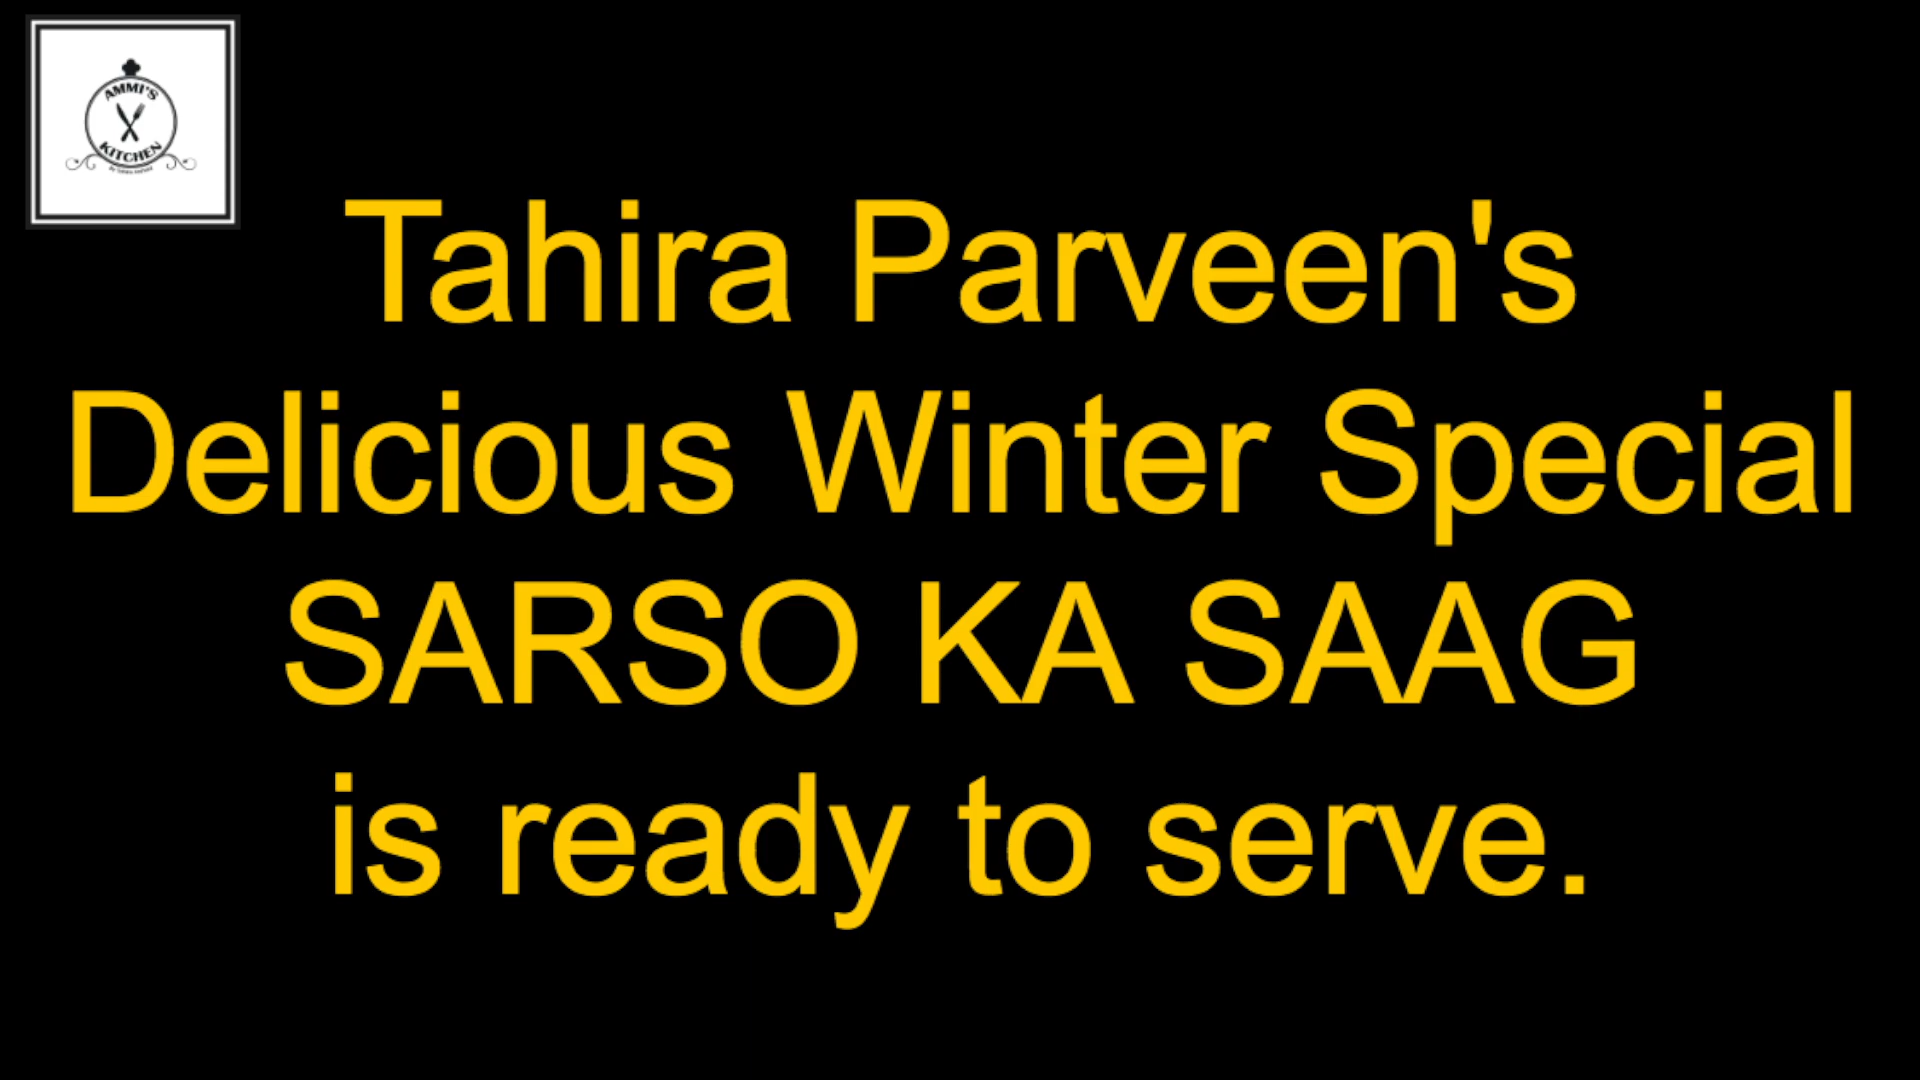 AMMI'S
KITCHEN
Tahira Parveen's
Delicious Winter Special
SARSO KA SAAG
is ready to serve.